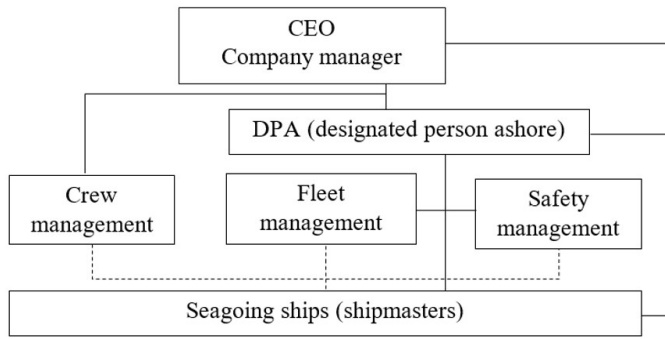 CEO
Company manager
DPA (designated person ashore)
Crew
management
Fleet
management
Safety
management
Seagoing ships (shipmasters)